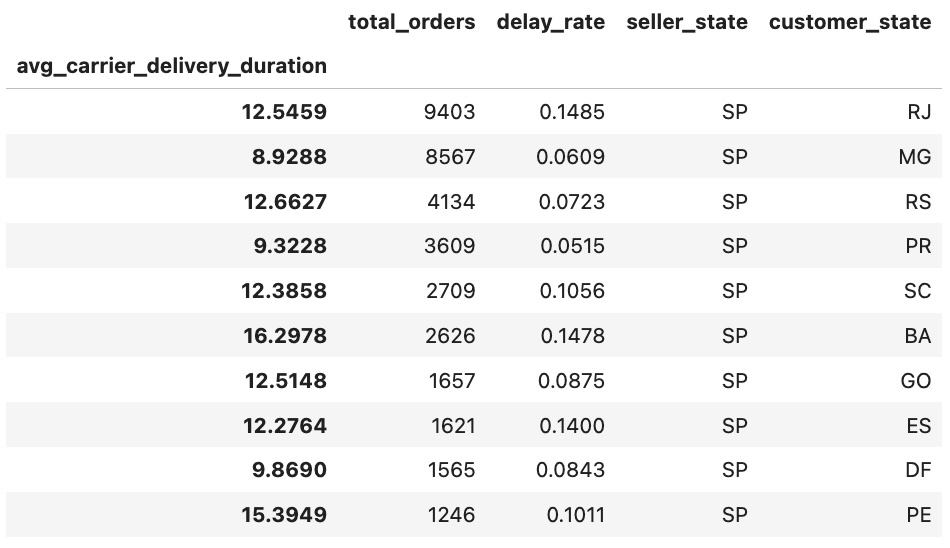 total_orders delay_rate seller_state customer_state
avg_carrier_delivery_duration
12.5459 9403 0.1485 SP RJ
8.9288 8567 0.0609 SP MG
12.6627 4134 0.0723 SP RS
9.3228 3609 0.0515 SP PR
12.3858 2709 0.1056 SP SC
16.2978 2626 0.1478 SP BA
12.5148 1657 0.0875 SP GO
12.2764 1621 0.1400 SP ES
9.8690 1565 0.0843 SP DF
15.3949 1246 0.1011 SP PE